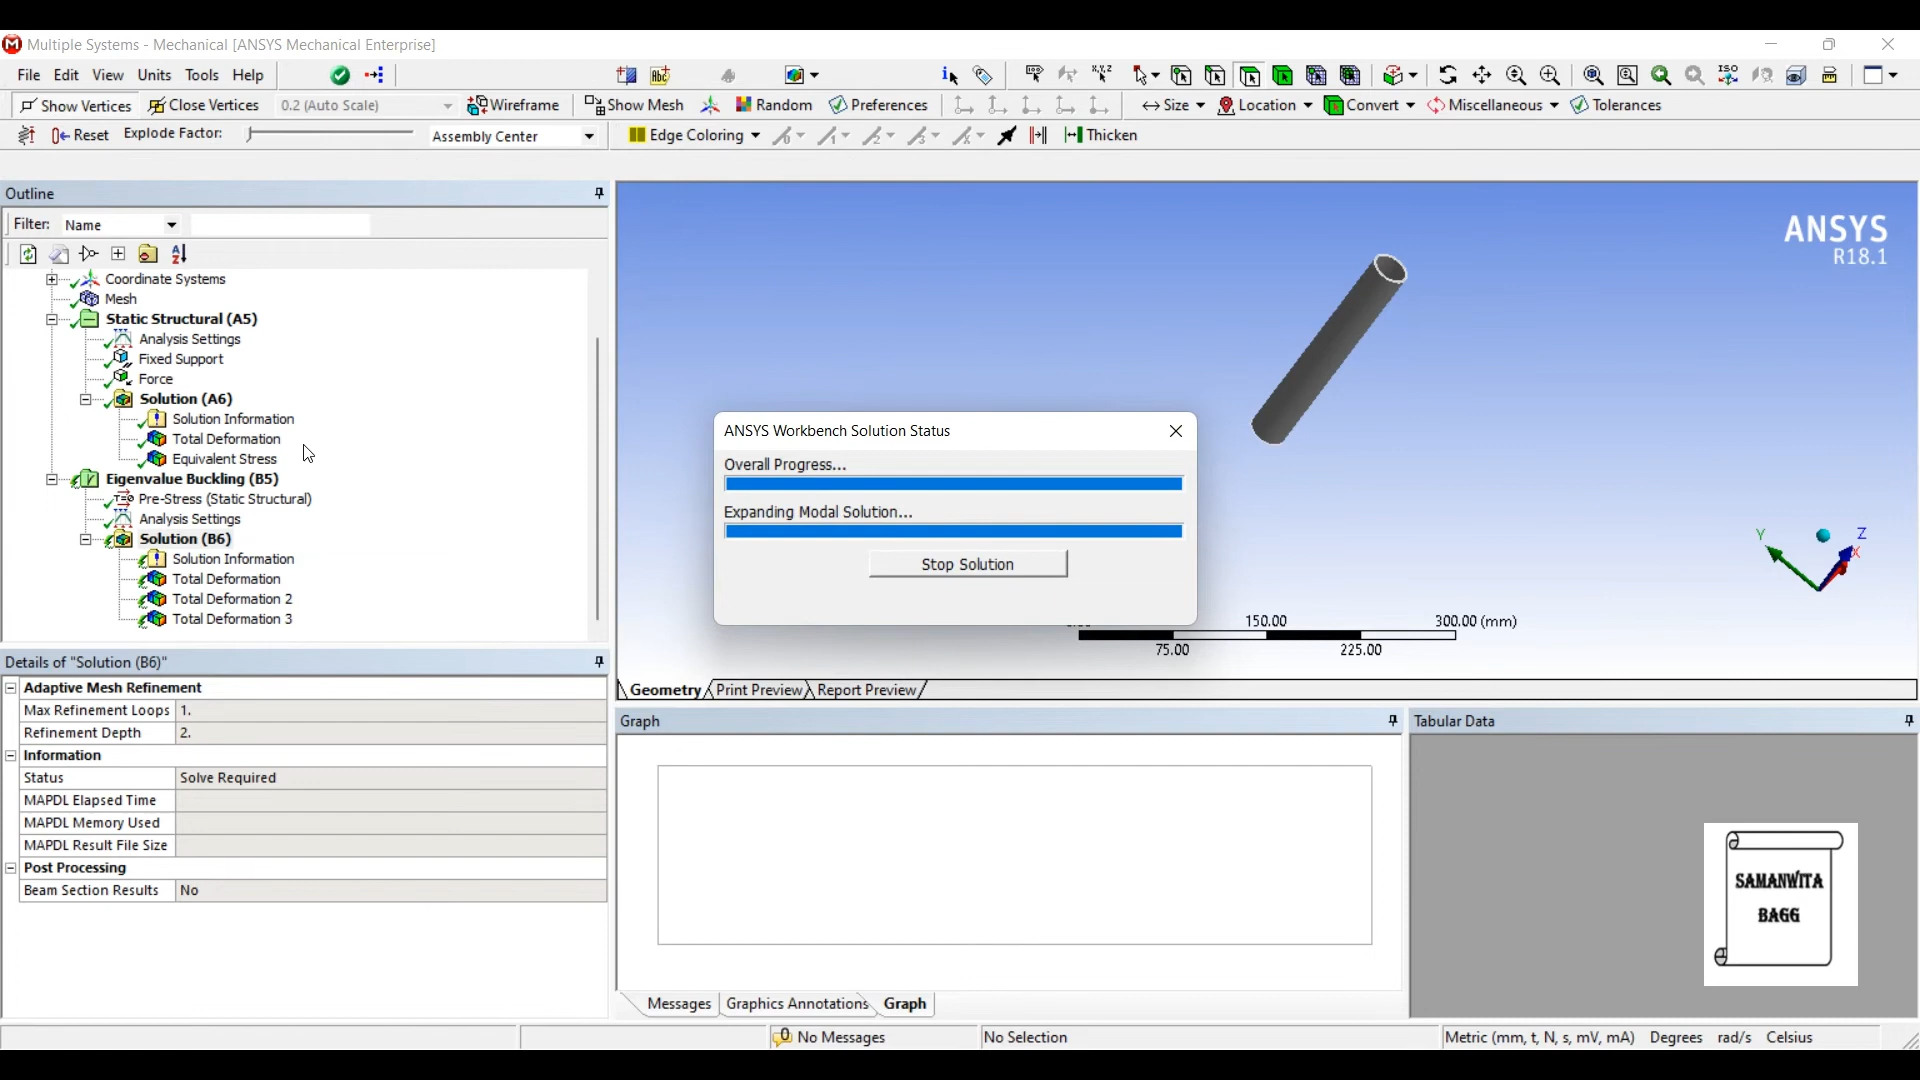 Multiple Systems - Mechanical [ANSYS Mechanical Enterprise]
File Edit View Units Tools Help
Show Vertices Close Vertices 0.2 (Auto Scale) Wireframe Show Mesh Random Preferences Size Location Convert Miscellaneous Tolerances
Reset Explode Factor: Assembly Center Edge Coloring Thicken
Outline
Filter: Name
Coordinate Systems
Mesh
Static Structural (A5)
Analysis Settings
Fixed Support
Force
Solution (A6)
Solution Information
Total Deformation
Equivalent Stress
Eigenvalue Buckling (B5)
Pre-Stress (Static Structural)
Analysis Settings
Solution (B6)
Solution Information
Total Deformation
Total Deformation 2
Total Deformation 3
ANSYS
R18.1
ANSYS Workbench Solution Status
Overall Progress...
Expanding Modal Solution...
Stop Solution
Y Z
X
150.00 300.00 (mm)
75.00 225.00
Geometry Print Preview Report Preview
Details of "Solution (B6)"
Adaptive Mesh Refinement
Max Refinement Loops 1.
Refinement Depth 2.
Information
Status Solve Required
MAPDL Elapsed Time
MAPDL Memory Used
MAPDL Result File Size
Post Processing
Beam Section Results No
Graph
Tabular Data
SAMANWITA
BAGG
Messages Graphics Annotations Graph
No Messages No Selection Metric (mm, t, N, s, mV, mA) Degrees rad/s Celsius